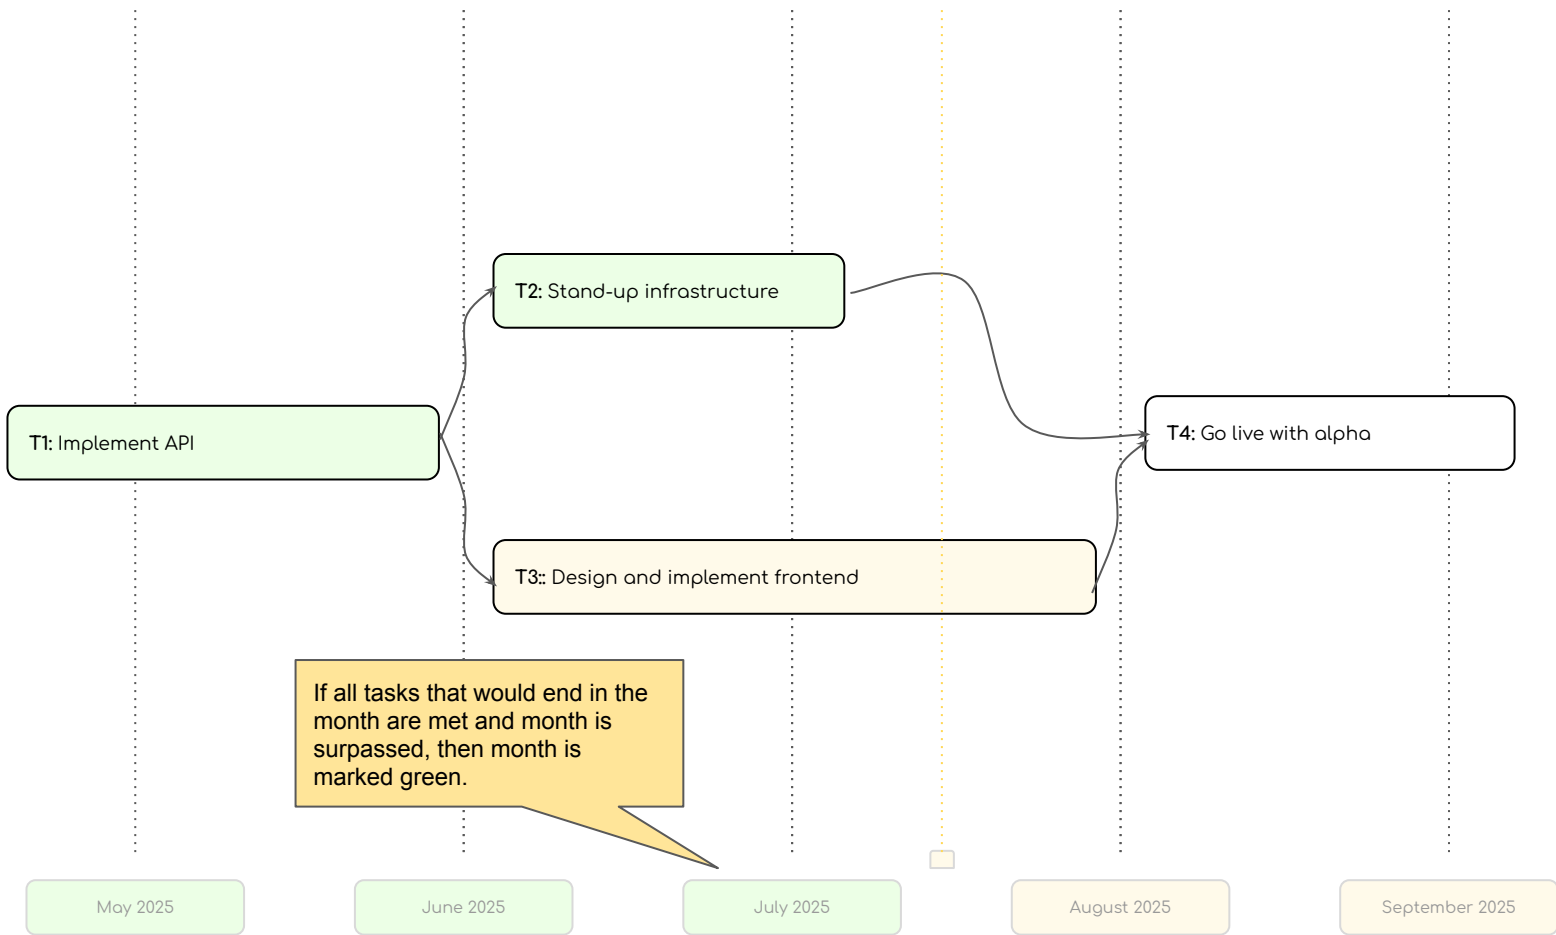 T2: Stand-up infrastructure
T1: Implement API
T4: Go live with alpha
T3:: Design and implement frontend
If all tasks that would end in the
month are met and month is
surpassed, then month is
marked green.
May 2025
June 2025
July 2025
August 2025
September 2025